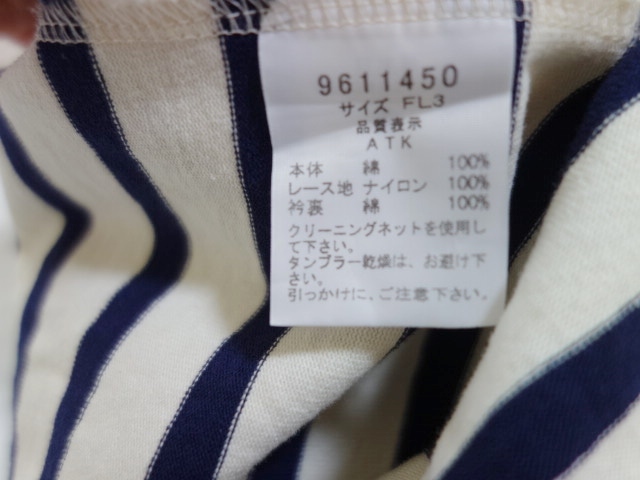 9611450
サイズ FL3
品質表示
ATK
本体 綿 100%
レース地 ナイロン 100%
衿裏 綿 100%
クリーニングネットを使用し
て下さい。
タンブラー乾燥は、お避け下
さい。
引っかけに、ご注意下さい。